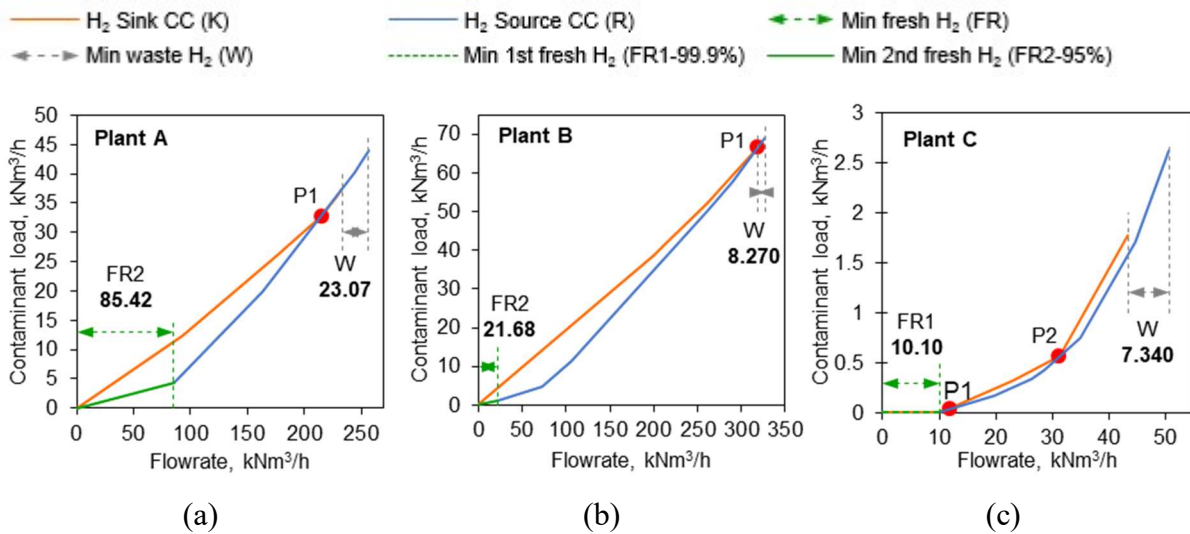 H₂ Sink CC (K) H₂ Source CC (R) Min fresh H₂ (FR)
Min waste H₂ (W) Min 1st fresh H₂ (FR1-99.9%) Min 2nd fresh H₂ (FR2-95%)
Plant A
Contaminant load, kNm³/h
50
45
40
35
30
25
20
15
10
5
0
P1
FR2
85.42
W
23.07
0 50 100 150 200 250
Flowrate, kNm³/h
(a)
Plant B
Contaminant load, kNm³/h
70
60
50
40
30
20
10
0
P1
W
8.270
FR2
21.68
0 50 100 150 200 250 300 350
Flowrate, kNm³/h
(b)
Plant C
Contaminant load, kNm³/h
3
2.5
2
1.5
1
0.5
0
FR1
10.10
P1
P2
W
7.340
0 10 20 30 40 50
Flowrate, kNm³/h
(c)